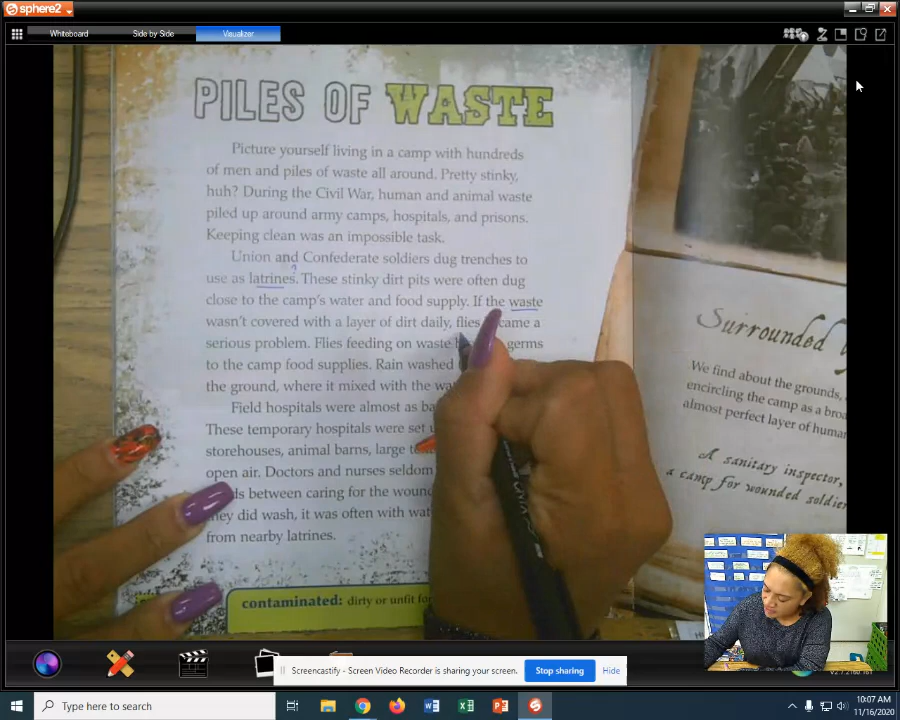 sphere2
Whiteboard
Side by Side
Visualizer
PILES OF WASTE
Picture yourself living in a camp with hundreds
of men and piles of waste all around. Pretty stinky,
huh? During the Civil War, human and animal waste
piled up around army camps, hospitals, and prisons.
Keeping clean was an impossible task.
Union and Confederate soldiers dug trenches to
use as latrines. These stinky dirt pits were often dug
?
close to the camp's water and food supply. If the waste
wasn't covered with a layer of dirt daily, flies came a
serious problem. Flies feeding on waste germs
to the camp food supplies. Rain washed
the ground, where it mixed with the
Field hospitals were almost as
These temporary hospitals were set
storehouses, animal barns, large
open air. Doctors and nurses seldom
between caring for the
they did wash, it was often with
from nearby latrines.
contaminated: dirty or unfit
Surrounded
We find about the grounds,
encircling the camp as a
almost perfect layer of
A sanitary inspector,
a camp for wounded
Screencastify - Screen Video Recorder is sharing your screen.
Stop sharing
Hide
Type here to search
10:07 AM
11/16/2020